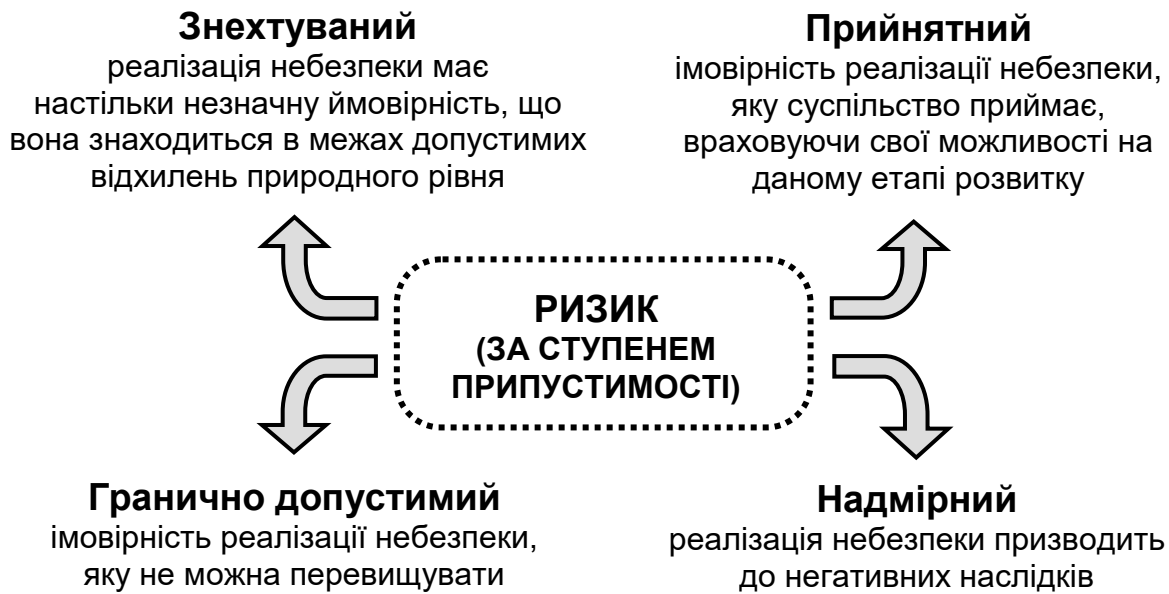 Знехтуваний
реалізація небезпеки має
настільки незначну ймовірність, що
вона знаходиться в межах допустимих
відхилень природного рівня
Прийнятний
імовірність реалізації небезпеки,
яку суспільство приймає,
враховуючи свої можливості на
даному етапі розвитку
РИЗИК
(ЗА СТУПЕНЕМ
ПРИПУСТИМОСТІ)
Гранично допустимий
імовірність реалізації небезпеки,
яку не можна перевищувати
Надмірний
реалізація небезпеки призводить
до негативних наслідків